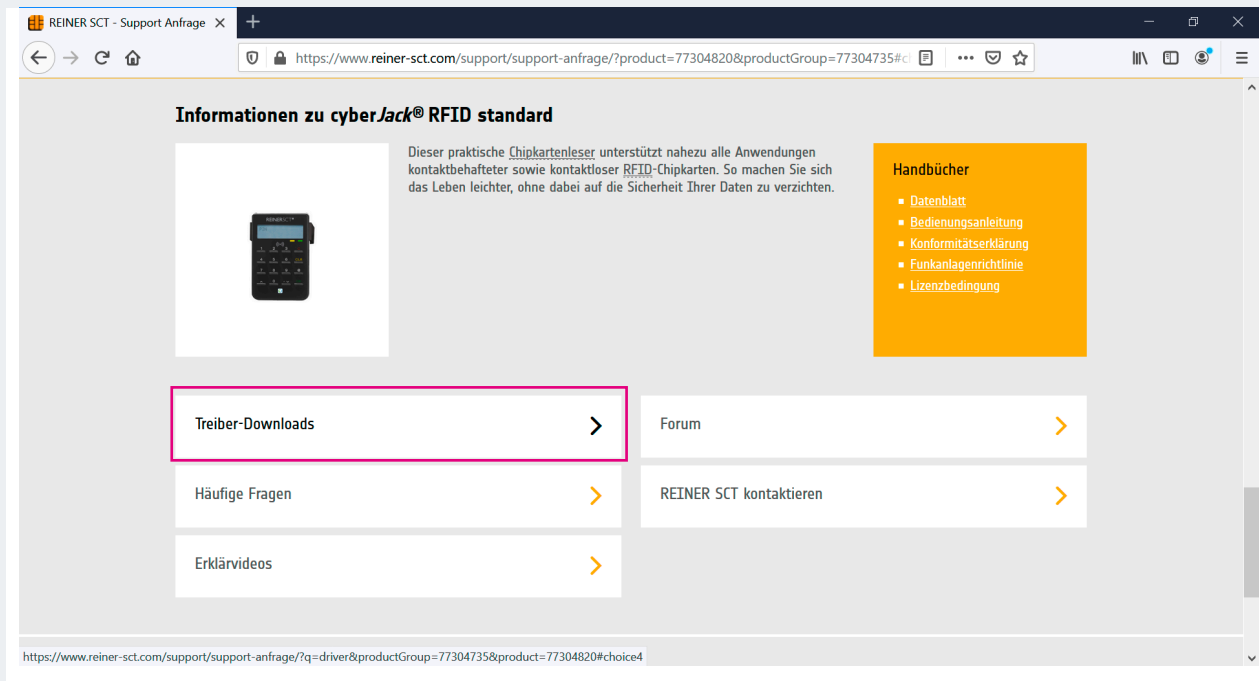 REINER SCT - Support Anfrage
https://www.reiner-sct.com/support/support-anfrage/?product=77304820&productGroup=77304735#c
Informationen zu cyberJack® RFID standard
Dieser praktische Chipkartenleser unterstützt nahezu alle Anwendungen
kontaktbehafteter sowie kontaktloser RFID-Chipkarten. So machen Sie sich
das Leben leichter, ohne dabei auf die Sicherheit Ihrer Daten zu verzichten.
Handbücher
Datenblatt
Bedienungsanleitung
Konformitätserklärung
Funkanlagenrichtlinie
Lizenzbedingung
REINER SCT
Treiber-Downloads
Forum
Häufige Fragen
REINER SCT kontaktieren
Erklärvideos
https://www.reiner-sct.com/support/support-anfrage/?q=driver&productGroup=77304735&product=77304820#choice4